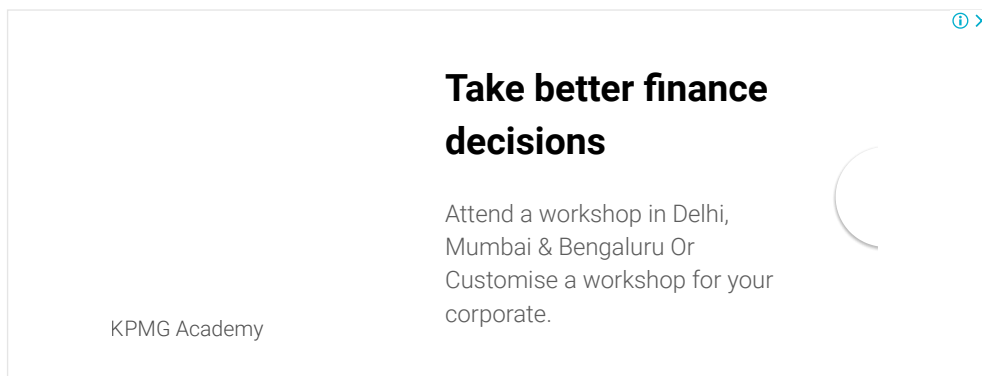 Take better finance
decisions
Attend a workshop in Delhi,
Mumbai & Bengaluru Or
Customise a workshop for your
corporate.
KPMG Academy